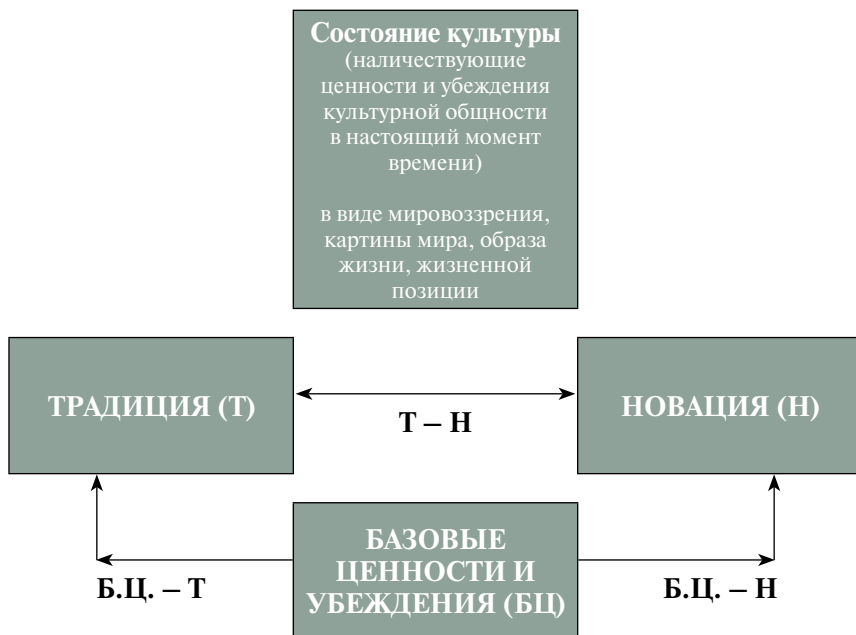 Состояние культуры
(наличествующие
ценности и убеждения
культурной общности
в настоящий момент
времени)
в виде мировоззрения,
картины мира, образа
жизни, жизненной
позиции
ТРАДИЦИЯ (Т)
Т – Н
НОВАЦИЯ (Н)
БАЗОВЫЕ
ЦЕННОСТИ И
УБЕЖДЕНИЯ (БЦ)
Б.Ц. – Т
Б.Ц. – Н